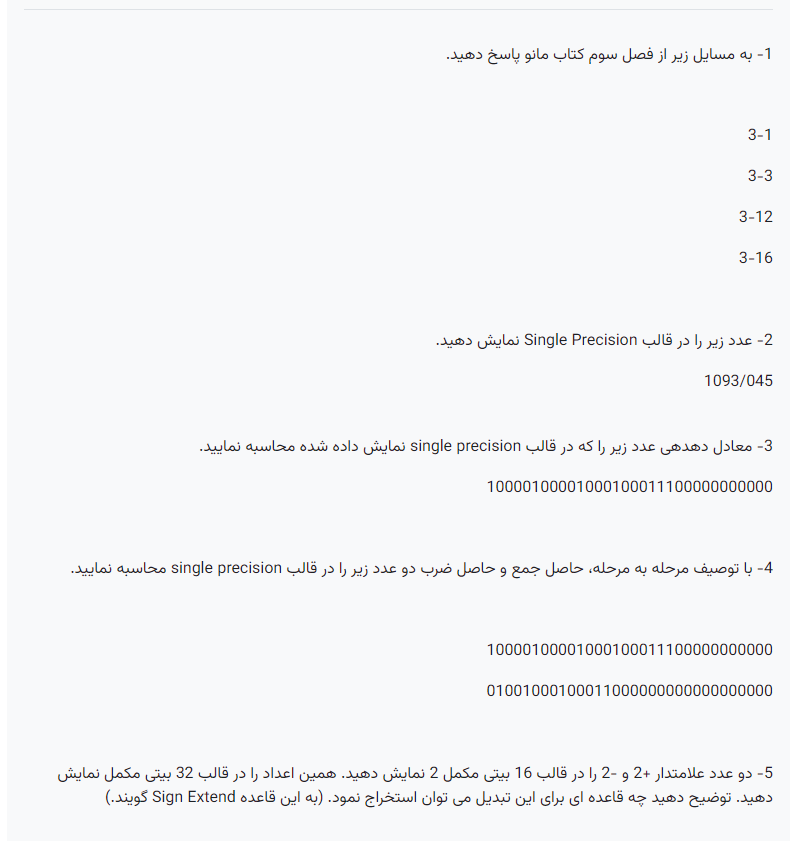 1- به مسایل زیر از فصل سوم کتاب مانو پاسخ دهید.
3-1
3-3
3-12
3-16
2- عدد زیر را در قالب Single Precision نمایش دهید.
1093/045
3- معادل دهدهی عدد زیر را که در قالب single precision نمایش داده شده محاسبه نمایید.
10000100001000100011100000000000
4- با توصیف مرحله به مرحله، حاصل جمع و حاصل ضرب دو عدد زیر را در قالب single precision محاسبه نمایید.
10000100001000100011100000000000
01001000100011000000000000000000
5- دو عدد علامتدار +2 و -2 را در قالب 16 بیتی مکمل 2 نمایش دهید. همین اعداد را در قالب 32 بیتی مکمل نمایش
دهید. توضیح دهید چه قاعده ای برای این تبدیل می توان استخراج نمود. (به این قاعده Sign Extend گویند.)